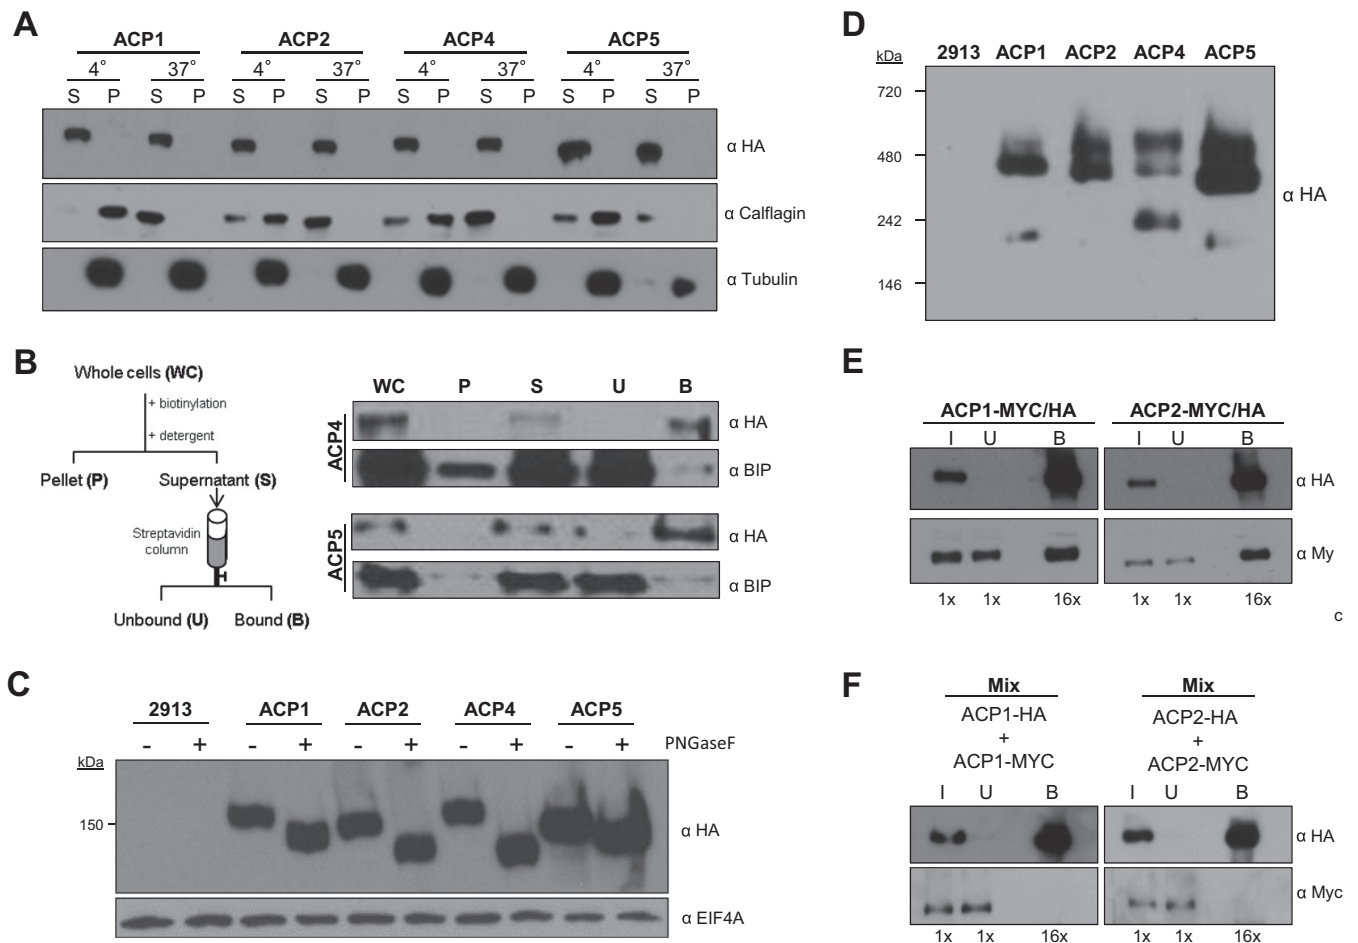 A
ACP1 ACP2 ACP4 ACP5
4° 37° 4° 37° 4° 37° 4° 37°
S P S P S P S P S P S P S P S P
α HA
α Calflagin
α Tubulin
B
Whole cells (WC)
+ biotinylation
+ detergent
Pellet (P) Supernatant (S)
Streptavidin
column
Unbound (U) Bound (B)
WC P S U B
ACP4
α HA
α BIP
ACP5
α HA
α BIP
C
2913 ACP1 ACP2 ACP4 ACP5
- + - + - + - + - + PNGaseF
kDa
150
α HA
α EIF4A
D
kDa 2913 ACP1 ACP2 ACP4 ACP5
720
480
242
146
α HA
E
ACP1-MYC/HA ACP2-MYC/HA
I U B I U B
α HA
α My
1x 1x 16x 1x 1x 16x
c
F
Mix Mix
ACP1-HA ACP2-HA
+ +
ACP1-MYC ACP2-MYC
I U B I U B
α HA
α Myc
1x 1x 16x 1x 1x 16x